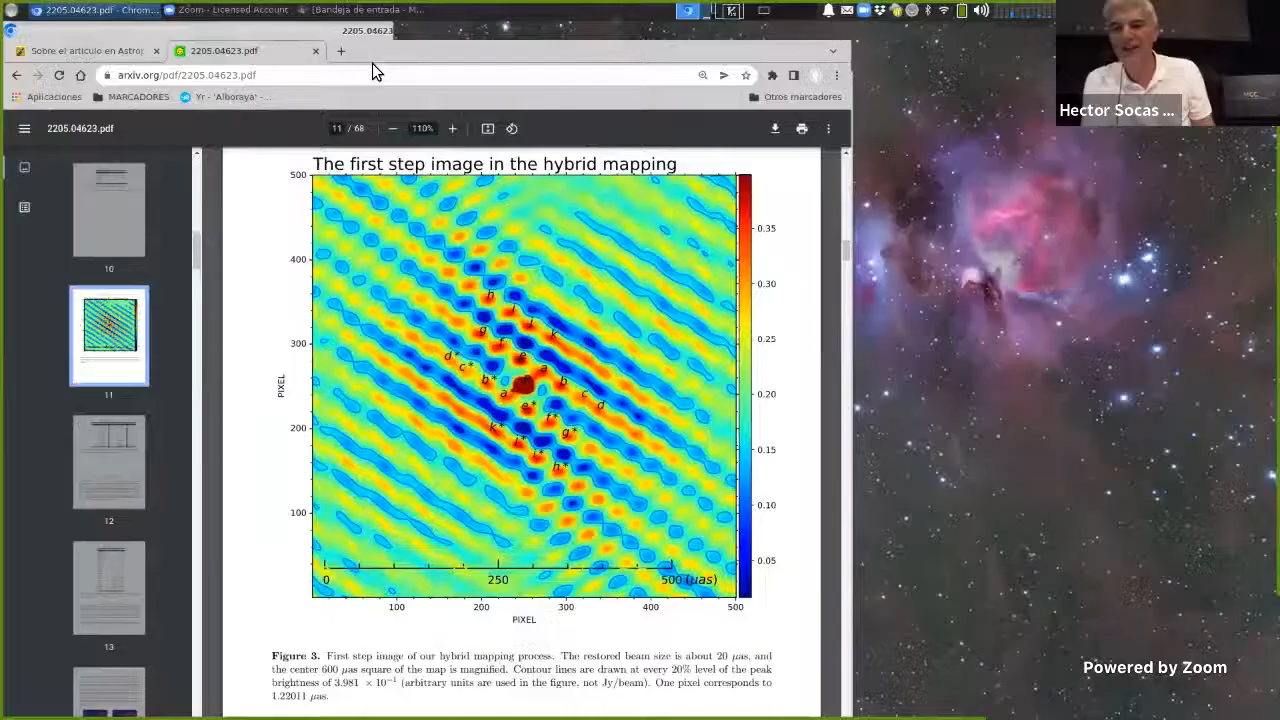 2205.04623.pdf - Chrom...
Zoom - Licensed Account
[Bandeja de entrada - M...
2205.04623
Sobre el artículo en Astro
2205.04623.pdf
arxiv.org/pdf/2205.04623.pdf
Aplicaciones
MARCADORES
Yr - 'Alboraya' -...
Otros marcadores
Hector Socas ...
2205.04623.pdf
11 / 68
110%
The first step image in the hybrid mapping
500
400
300
200
100
PIXEL
h
i
g
j
f
k
d*
e
c*
a
b*
b
a*
c
e*
d
f*
k*
g*
j*
i*
h*
0
250
500 (μas)
100
200
300
400
500
PIXEL
0.35
0.30
0.25
0.20
0.15
0.10
0.05
10
11
12
13
Figure 3. First step image of our hybrid mapping process. The restored beam size is about 20 μas, and
the center 600 μas square of the map is magnified. Contour lines are drawn at every 20% level of the peak
brightness of 3.981 × 10⁻¹ (arbitrary units are used in the figure, not Jy/beam). One pixel corresponds to
1.22011 μas.
Powered by Zoom